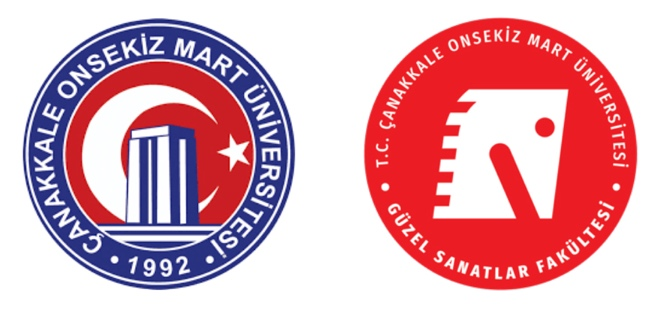 ÇANAKKALE ONSEKİZ MART ÜNİVERSİTESİ
1992
T.C. ÇANAKKALE ONSEKİZ MART ÜNİVERSİTESİ
GÜZEL SANATLAR FAKÜLTESİ